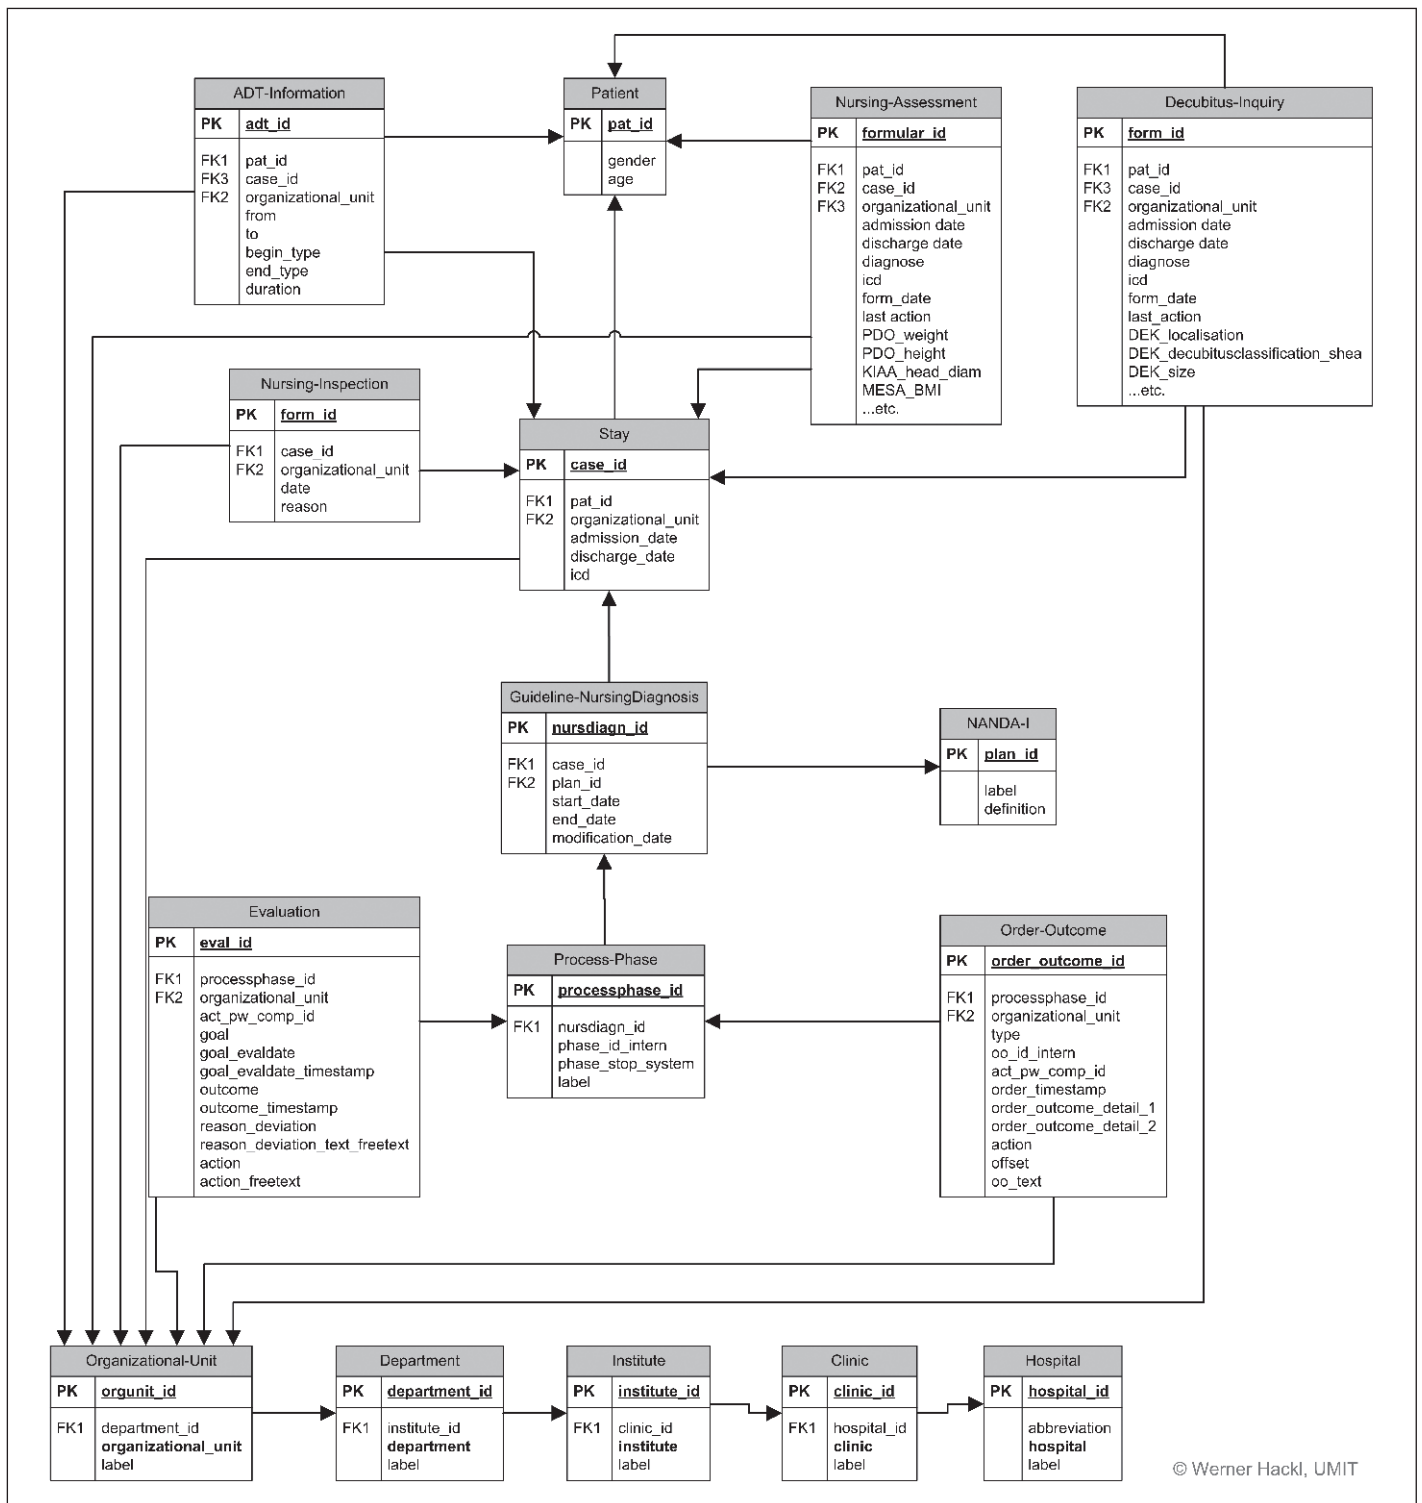 ADT-Information
PK adt_id
FK1 pat_id
FK3 case_id
FK2 organizational_unit
from
to
begin_type
end_type
duration
Patient
PK pat_id
gender
age
Nursing-Assessment
PK formular_id
FK1 pat_id
FK2 case_id
FK3 organizational_unit
admission date
discharge date
diagnose
icd
form_date
last action
PDO_weight
PDO_height
KIAA_head_diam
MESA_BMI
...etc.
Decubitus-Inquiry
PK form_id
FK1 pat_id
FK3 case_id
FK2 organizational_unit
admission date
discharge date
diagnose
icd
form_date
last_action
DEK_localisation
DEK_decubitusclassification_shea
DEK_size
...etc.
Nursing-Inspection
PK form_id
FK1 case_id
FK2 organizational_unit
date
reason
Stay
PK case_id
FK1 pat_id
FK2 organizational_unit
admission_date
discharge_date
icd
Guideline-NursingDiagnosis
PK nursdiagn_id
FK1 case_id
FK2 plan_id
start_date
end_date
modification_date
NANDA-I
PK plan_id
label
definition
Evaluation
PK eval_id
FK1 processphase_id
FK2 organizational_unit
act_pw_comp_id
goal
goal_evaldate
goal_evaldate_timestamp
outcome
outcome_timestamp
reason_deviation
reason_deviation_text_freetext
action
action_freetext
Process-Phase
PK processphase_id
FK1 nursdiagn_id
phase_id_intern
phase_stop_system
label
Order-Outcome
PK order_outcome_id
FK1 processphase_id
FK2 organizational_unit
type
oo_id_intern
act_pw_comp_id
order_timestamp
order_outcome_detail_1
order_outcome_detail_2
action
offset
oo_text
Organizational-Unit
PK orgunit_id
FK1 department_id
organizational_unit
label
Department
PK department_id
FK1 institute_id
department
label
Institute
PK institute_id
FK1 clinic_id
institute
label
Clinic
PK clinic_id
FK1 hospital_id
clinic
label
Hospital
PK hospital_id
abbreviation
hospital
label
© Werner Hackl, UMIT